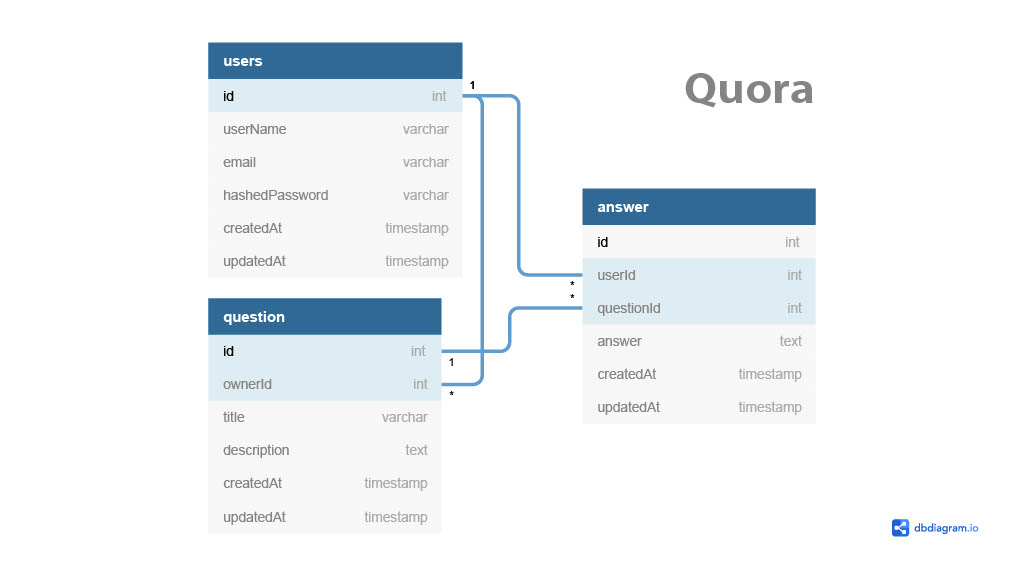 users
id int
userName varchar
email varchar
hashedPassword varchar
createdAt timestamp
updatedAt timestamp
1
Quora
question
id int
ownerId int
title varchar
description text
createdAt timestamp
updatedAt timestamp
1
*
answer
id int
userId int
questionId int
answer text
createdAt timestamp
updatedAt timestamp
*
*
dbdiagram.io